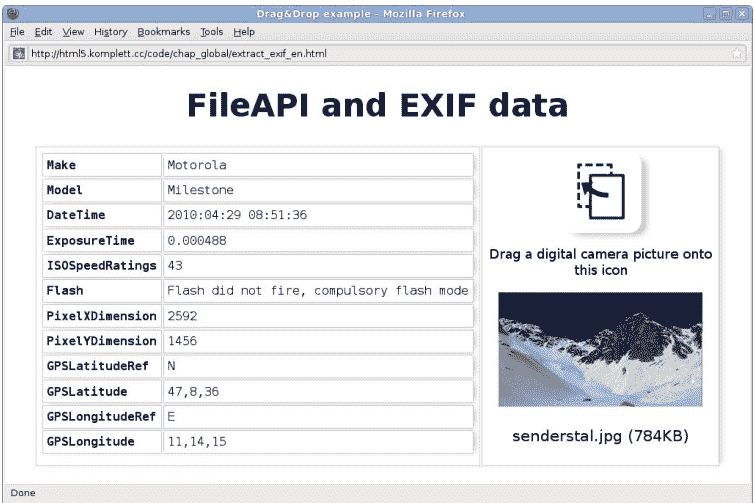 Drag&Drop example - Mozilla Firefox
File Edit View History Bookmarks Tools Help
http://html5.komplett.cc/code/chap_global/extract_exif_en.html
FileAPI and EXIF data
Make Motorola
Model Milestone
DateTime 2010:04:29 08:51:36
ExposureTime 0.000488
ISOSpeedRatings 43
Flash Flash did not fire, compulsory flash mode
PixelXDimension 2592
PixelYDimension 1456
GPSLatitudeRef N
GPSLatitude 47,8,36
GPSLongitudeRef E
GPSLongitude 11,14,15
Drag a digital camera picture onto
this icon
senderstal.jpg (784KB)
Done